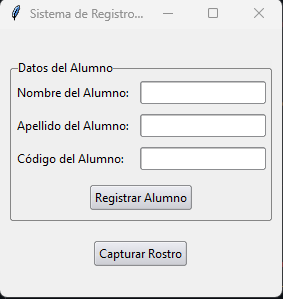 Sistema de Registro...
Datos del Alumno
Nombre del Alumno:
Apellido del Alumno:
Código del Alumno:
Registrar Alumno
Capturar Rostro